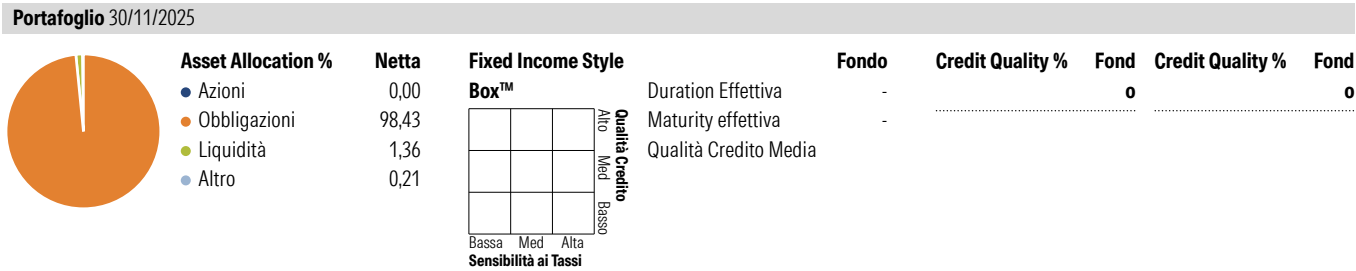 Portafoglio 30/11/2025
Asset Allocation % Netta
Azioni 0,00
Obbligazioni 98,43
Liquidità 1,36
Altro 0,21
Fixed Income Style
Box™
Alto Med Basso
Qualità Credito
Bassa Med Alta
Sensibilità ai Tassi
Fondo
Duration Effettiva -
Maturity effettiva -
Qualità Credito Media
Credit Quality % Fond
o
Credit Quality % Fond
o